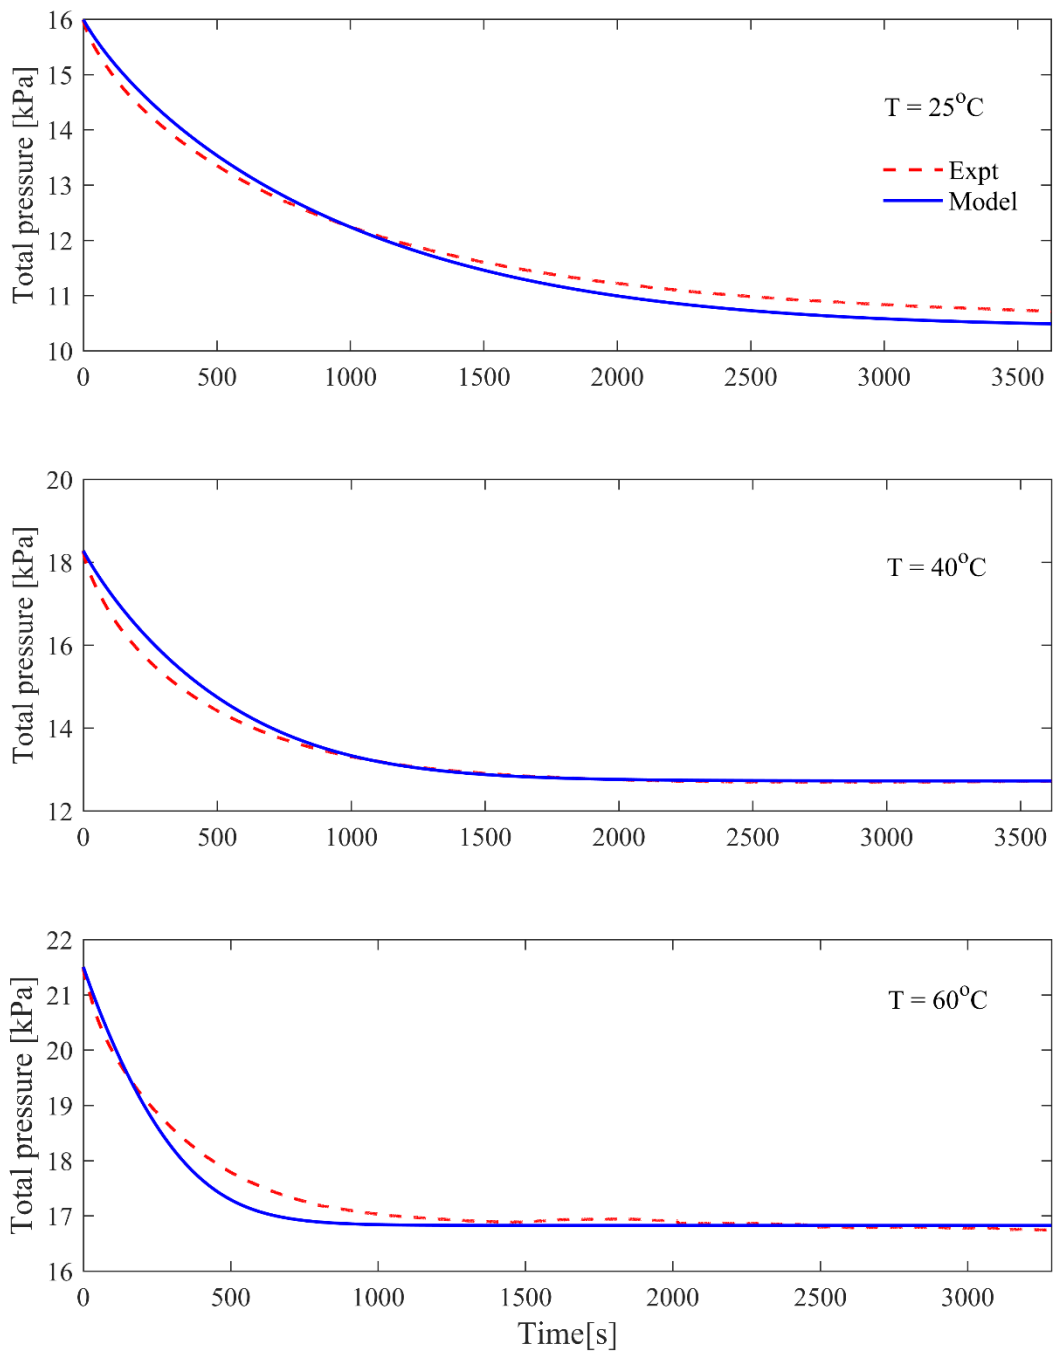 Total pressure [kPa]
16
15
14
13
12
11
10
T = 25°C
Expt
Model
0 500 1000 1500 2000 2500 3000 3500
Total pressure [kPa]
20
18
16
14
12
T = 40°C
0 500 1000 1500 2000 2500 3000 3500
Total pressure [kPa]
22
21
20
19
18
17
16
T = 60°C
0 500 1000 1500 2000 2500 3000
Time[s]